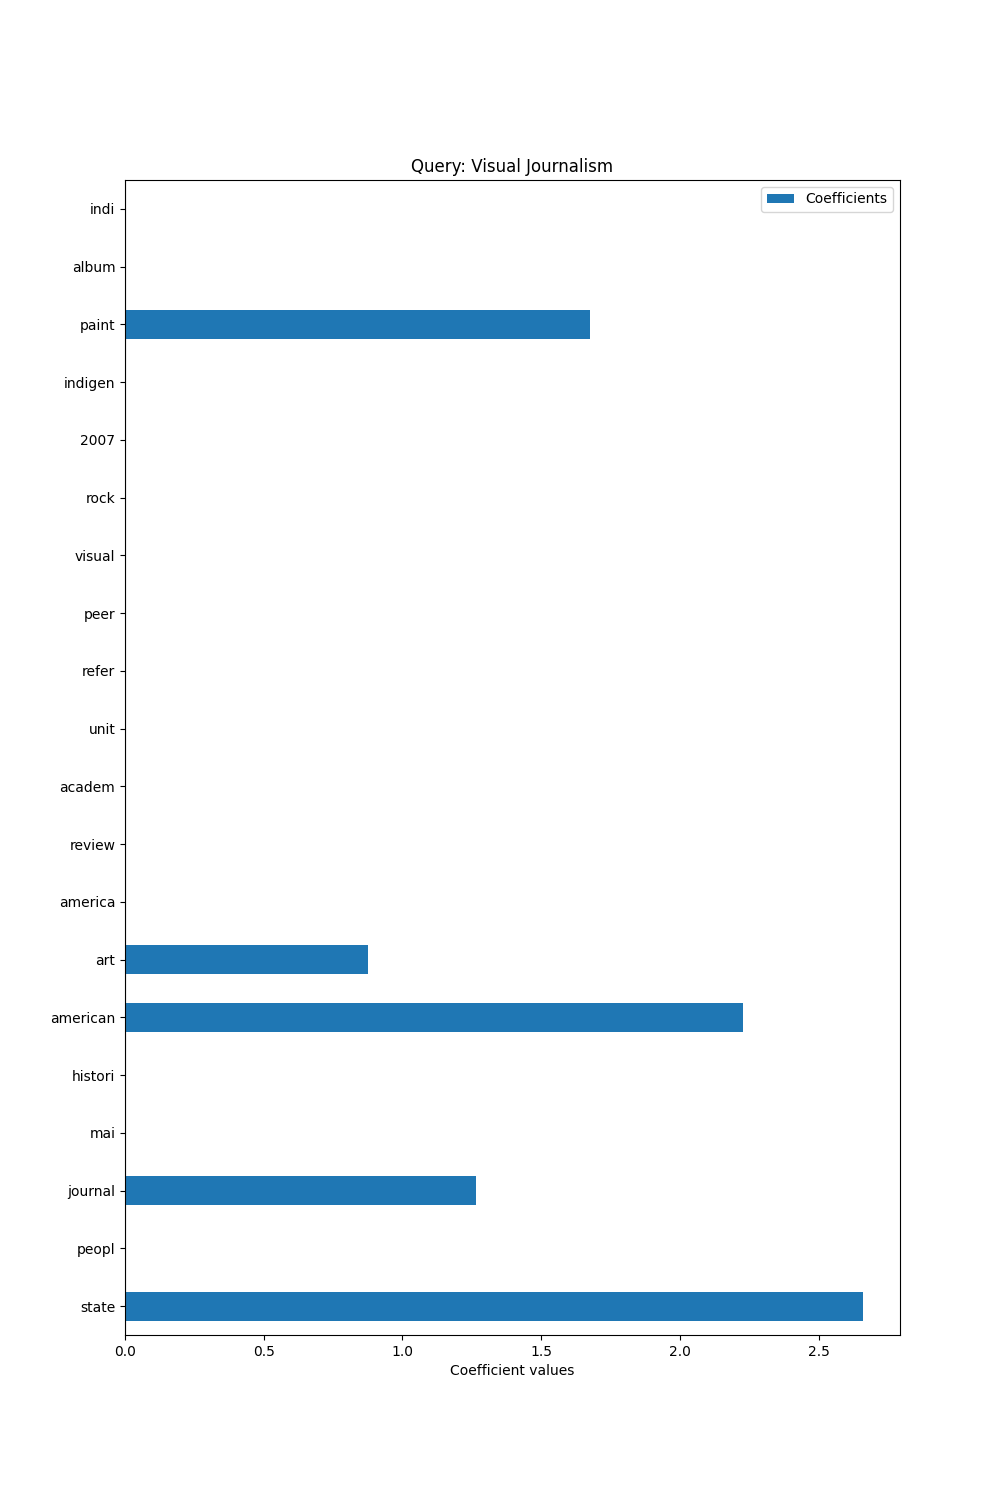 Query: Visual Journalism
Coefficients
indi
album
paint
indigen
2007
rock
visual
peer
refer
unit
academ
review
america
art
american
histori
mai
journal
peopl
state
0.0 0.5 1.0 1.5 2.0 2.5
Coefficient values